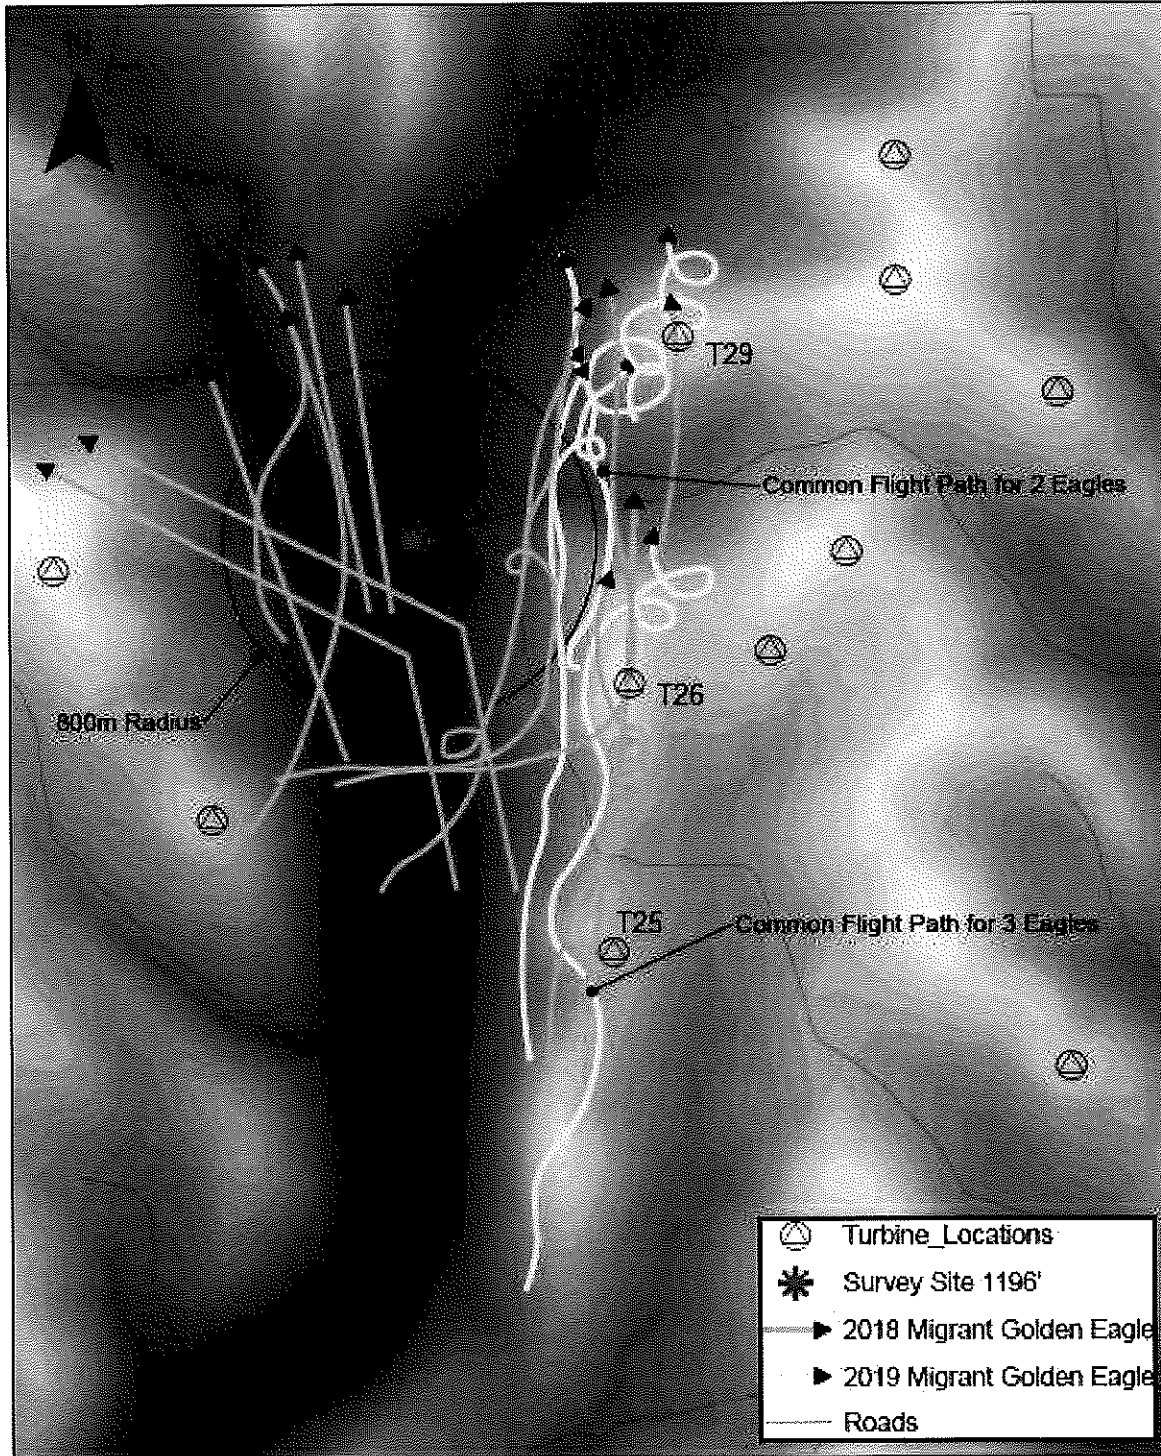 T29
Common Flight Path for 2 Eagles
T26
800m Radius
T25
Common Flight Path for 3 Eagles
Turbine_Locations
Survey Site 1196'
2018 Migrant Golden Eagle
2019 Migrant Golden Eagle
Roads